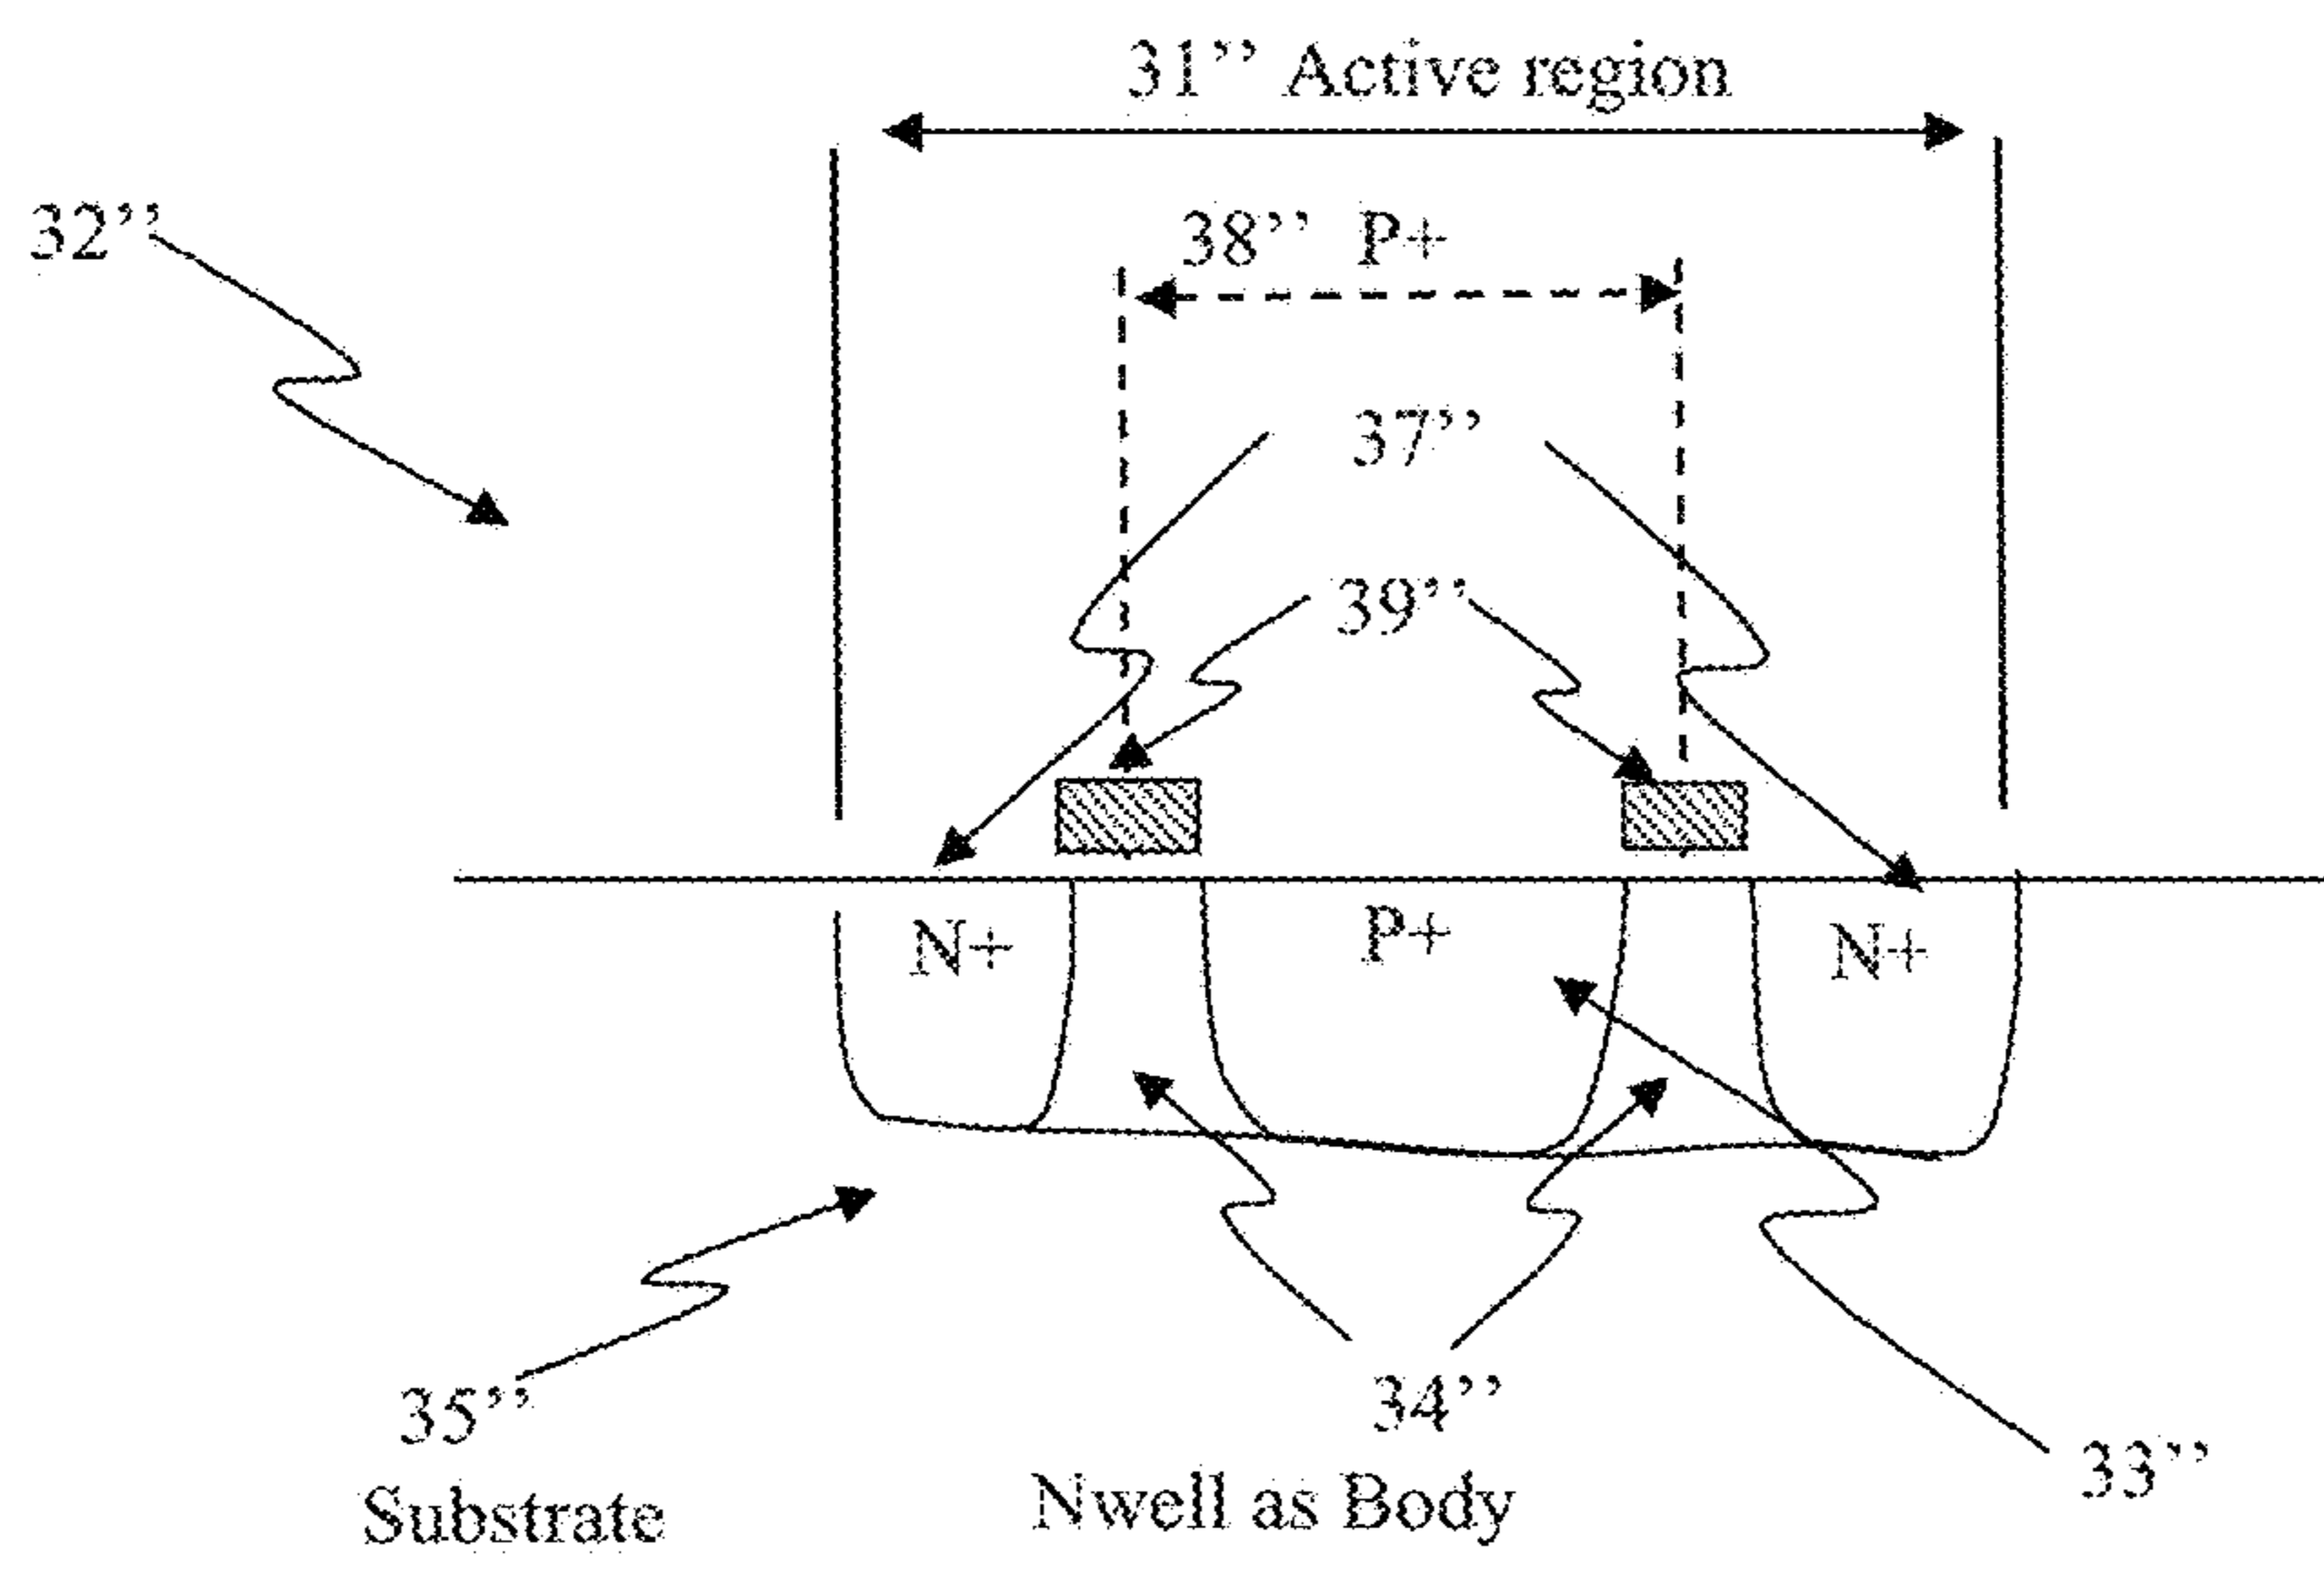 31’’ Active region
32’’
38’’ P+
37’’
39’’
N+ P+ N+
35’’
34’’
33’’
Substrate
Nwell as Body